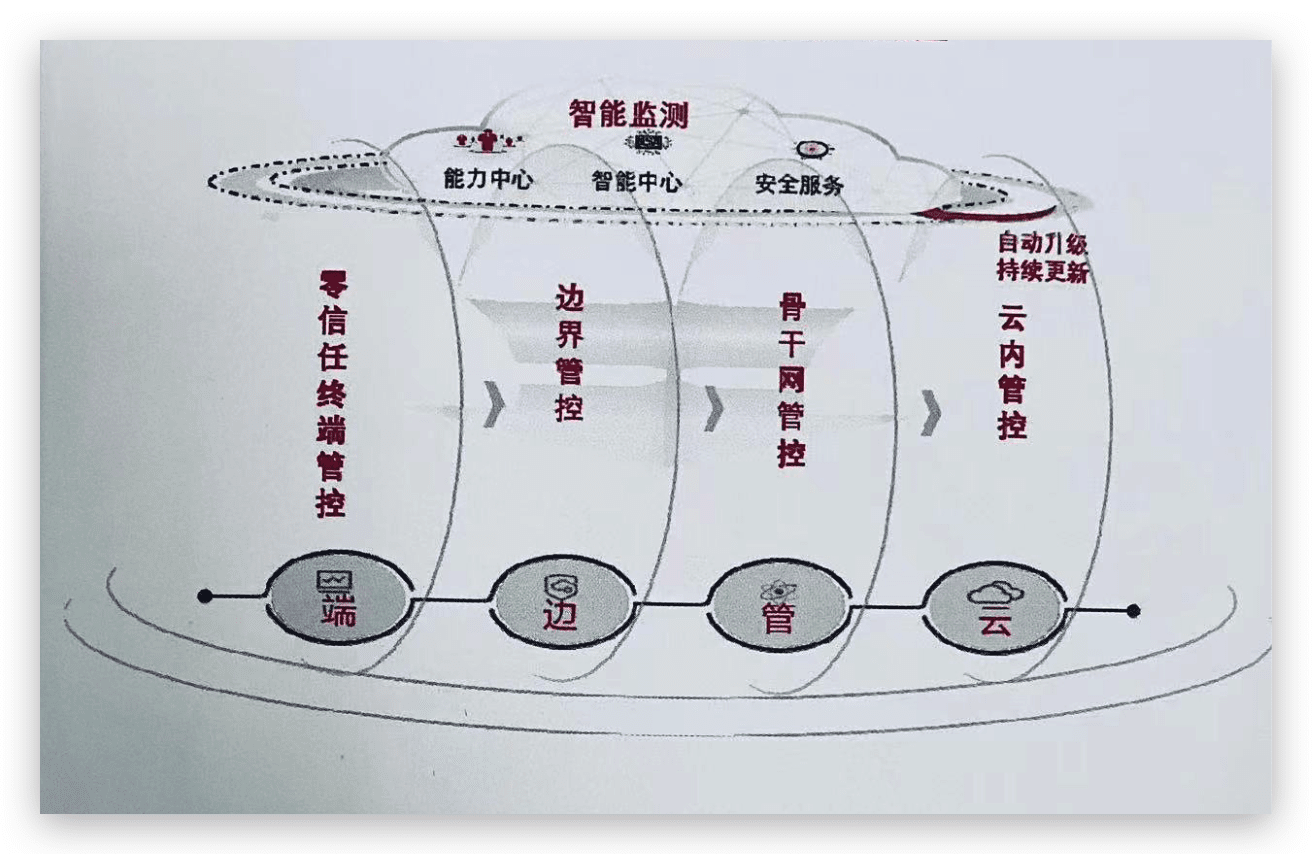 智能监测
能力中心
智能中心
安全服务
自动升级
持续更新
零信任终端管控
边界管控
骨干网管控
云内管控
端
边
管
云